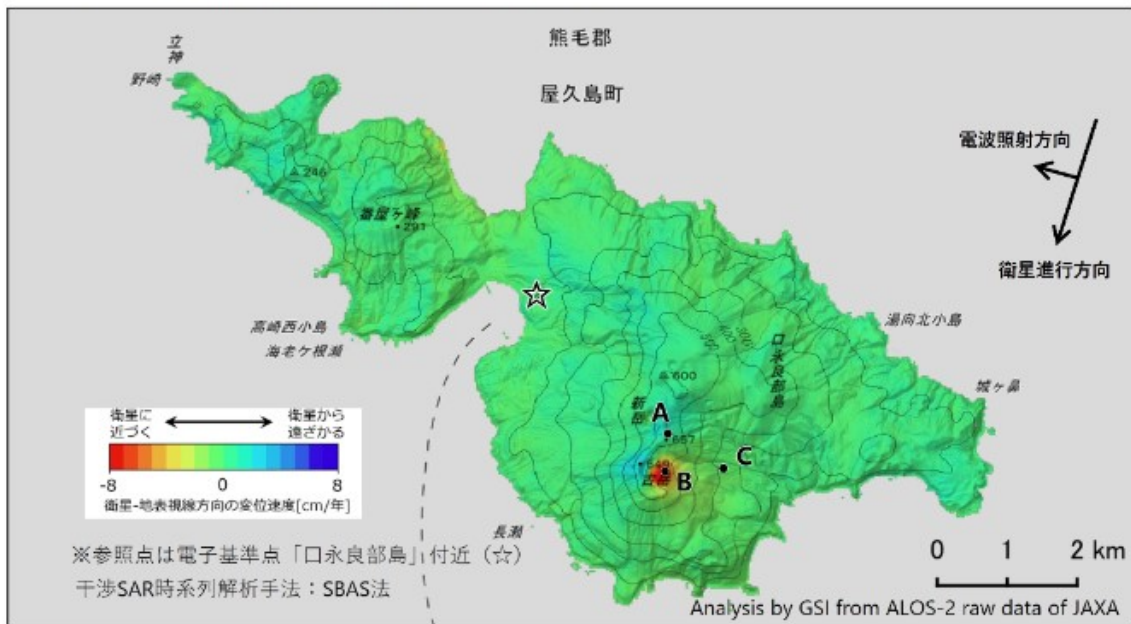 熊毛郡
屋久島町
立神
野崎
246
番屋ヶ峰
291
電波照射方向
衛星進行方向
高崎西小島
海老ケ根瀬
湯向北小島
城ヶ鼻
口永良部島
600
新岳
A
657
C
B
古岳
長瀬
衛星に
近づく
衛星から
遠ざかる
-8 0 8
衛星-地表視線方向の変位速度[cm/年]
※参照点は電子基準点「口永良部島」付近（☆）
干渉SAR時系列解析手法：SBAS法
0 1 2 km
Analysis by GSI from ALOS-2 raw data of JAXA